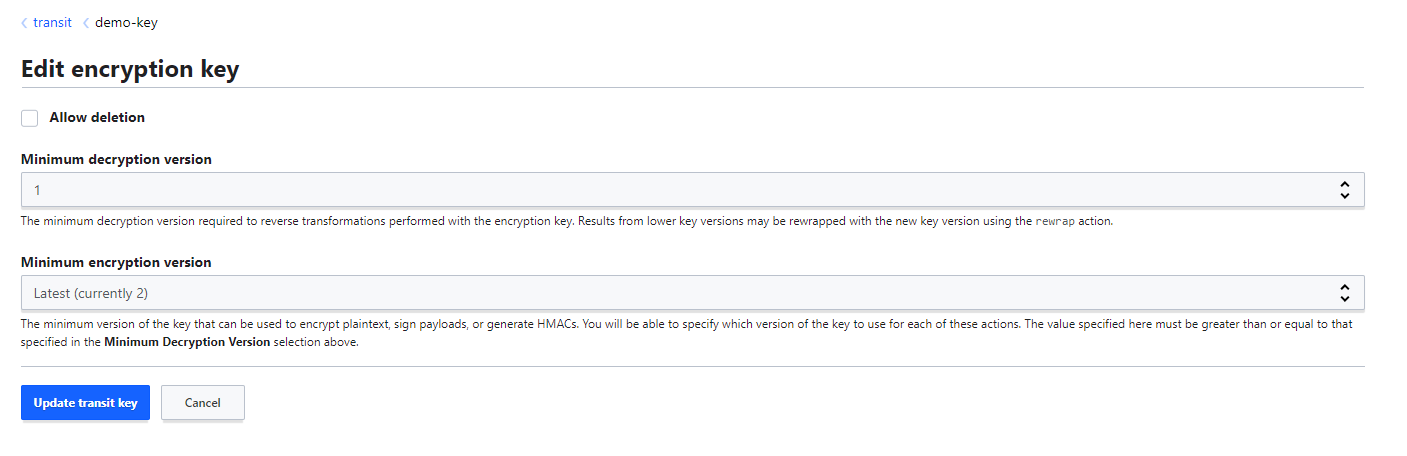 transit demo-key
Edit encryption key
Allow deletion
Minimum decryption version
1
The minimum decryption version required to reverse transformations performed with the encryption key. Results from lower key versions may be rewrapped with the new key version using the rewrap action.
Minimum encryption version
Latest (currently 2)
The minimum version of the key that can be used to encrypt plaintext, sign payloads, or generate HMACs. You will be able to specify which version of the key to use for each of these actions. The value specified here must be greater than or equal to that
specified in the Minimum Decryption Version selection above.
Update transit key Cancel